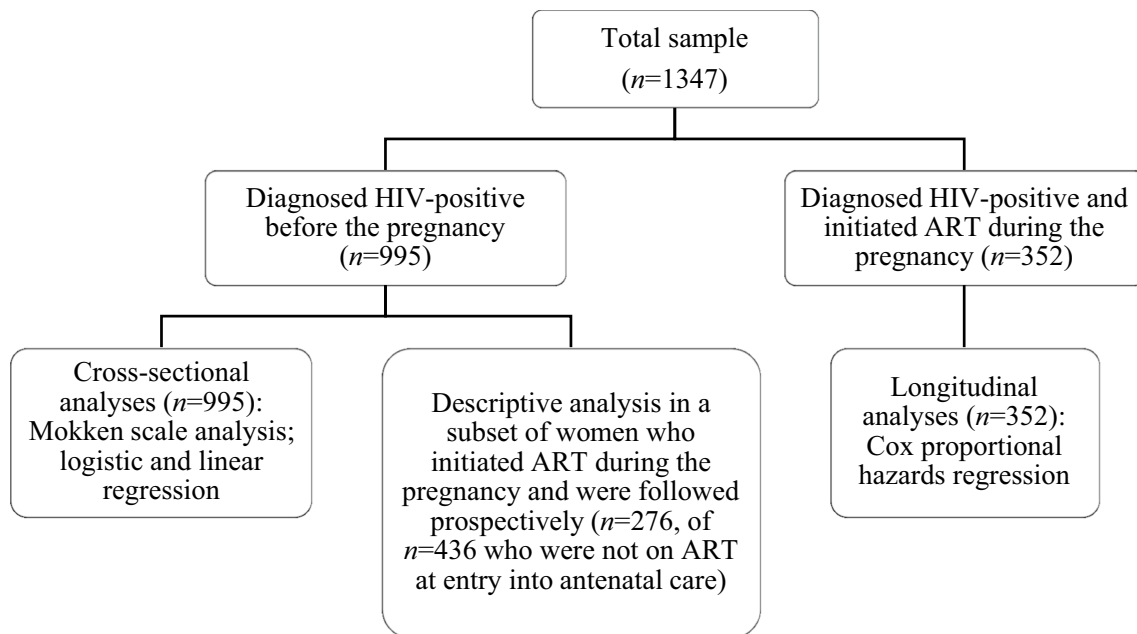 Total sample
(n=1347)
Diagnosed HIV-positive
before the pregnancy
(n=995)
Diagnosed HIV-positive and
initiated ART during the
pregnancy (n=352)
Cross-sectional
analyses (n=995):
Mokken scale analysis;
logistic and linear
regression
Descriptive analysis in a
subset of women who
initiated ART during the
pregnancy and were followed
prospectively (n=276, of
n=436 who were not on ART
at entry into antenatal care)
Longitudinal
analyses (n=352):
Cox proportional
hazards regression